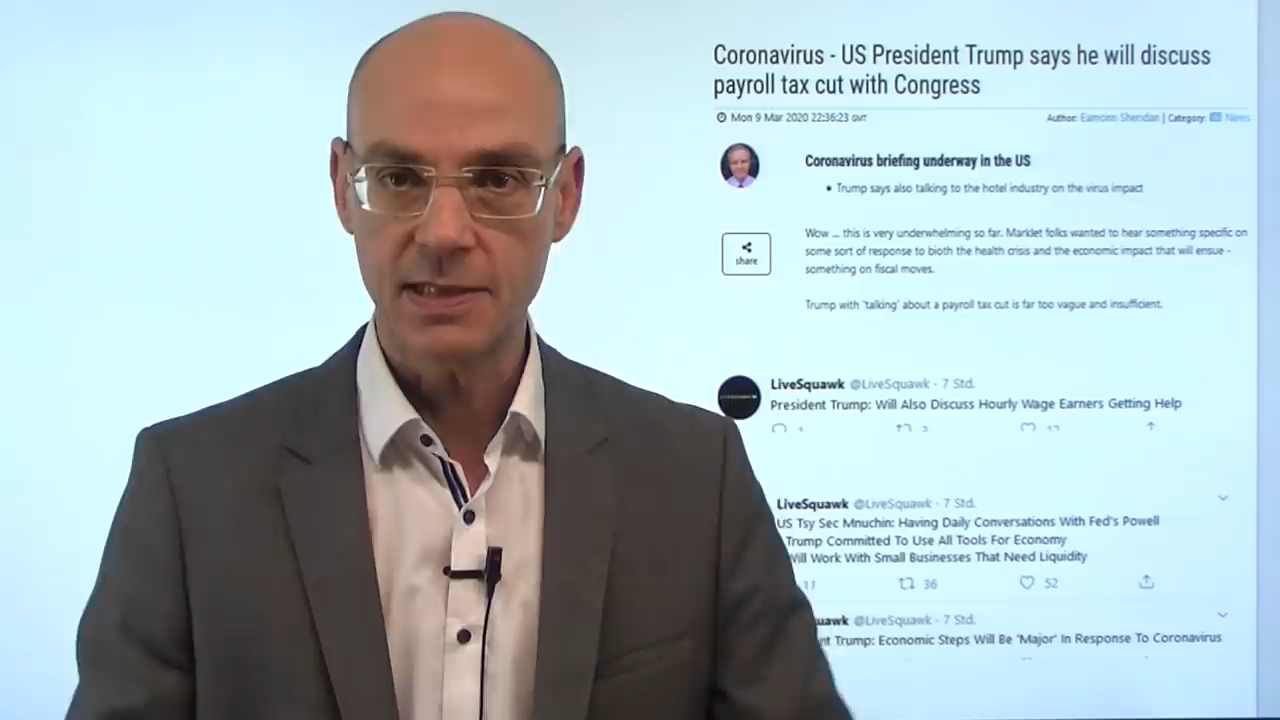 Coronavirus - US President Trump says he will discuss
payroll tax cut with Congress
Mon 9 Mar 2020 22:36:23 GMT
Author: Eamonn Sheridan | Category: News
Coronavirus briefing underway in the US
• Trump says also talking to the hotel industry on the virus impact
share
Wow ... this is very underwhelming so far. Marklet folks wanted to hear something specific on
some sort of response to bioth the health crisis and the economic impact that will ensue -
something on fiscal moves.
Trump with 'talking' about a payroll tax cut is far too vague and insufficient.
LiveSquawk @LiveSquawk · 7 Std.
President Trump: Will Also Discuss Hourly Wage Earners Getting Help
LiveSquawk @LiveSquawk · 7 Std.
US Tsy Sec Mnuchin: Having Daily Conversations With Fed's Powell
Trump Committed To Use All Tools For Economy
Will Work With Small Businesses That Need Liquidity
11 36 52
uawk @LiveSquawk · 7 Std.
nt Trump: Economic Steps Will Be 'Major' In Response To Coronavirus